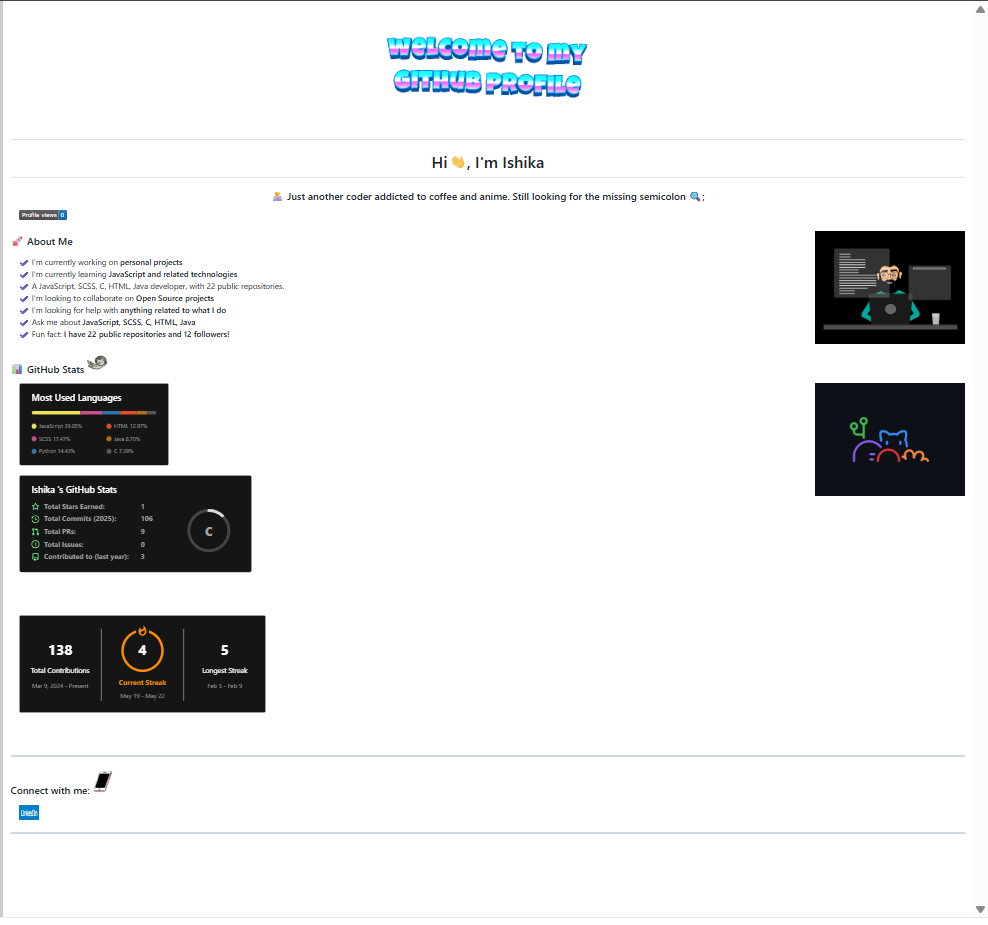 WELCOME TO MY
GITHUB PROFILE
Hi 👋, I'm Ishika
Just another coder addicted to coffee and anime. Still looking for the missing semicolon 🔍;
Profile views 0
🚀 About Me
I'm currently working on personal projects
I'm currently learning JavaScript and related technologies
A JavaScript, SCSS, C, HTML, Java developer, with 22 public repositories.
I'm looking to collaborate on Open Source projects
I'm looking for help with anything related to what I do
Ask me about JavaScript, SCSS, C, HTML, Java
Fun fact: I have 22 public repositories and 12 followers!
📊 GitHub Stats
Most Used Languages
JavaScript 39.05%
HTML 12.97%
SCSS 17.47%
Java 8.70%
Python 14.43%
C 7.39%
Ishika 's GitHub Stats
Total Stars Earned: 1
Total Commits (2025): 106
Total PRs: 9
Total Issues: 0
Contributed to (last year): 3
C
138
Total Contributions
Mar 9, 2024 - Present
4
Current Streak
May 19 - May 22
5
Longest Streak
Feb 5 - Feb 9
Connect with me:
LinkedIn